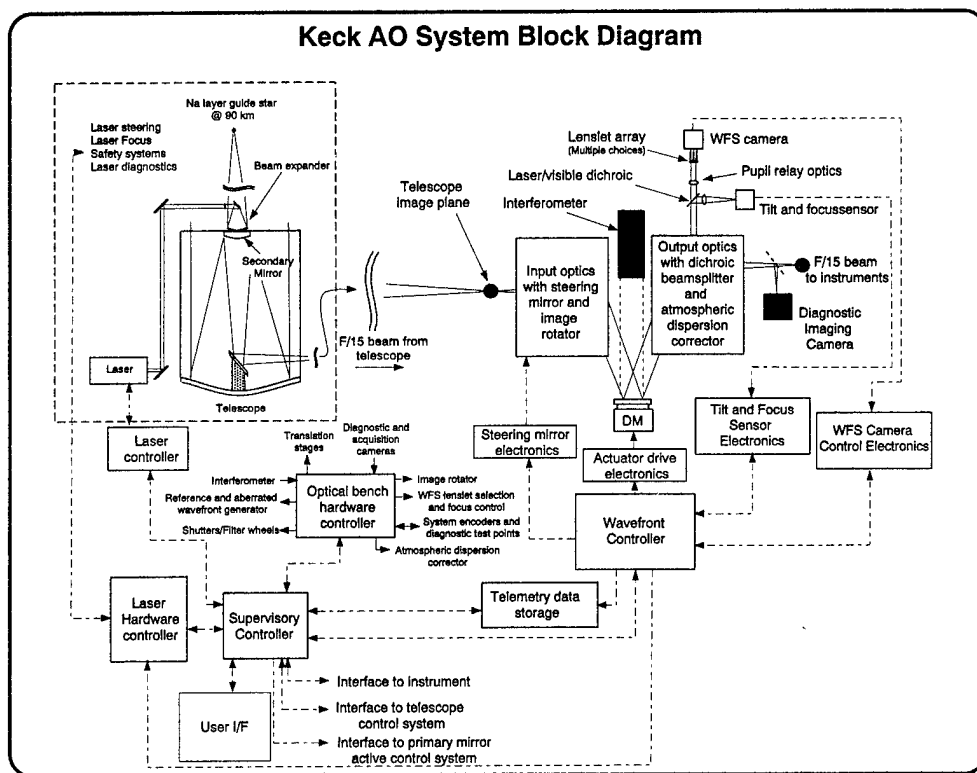 Keck AO System Block Diagram
Na layer guide star
@ 90 km
Laser steering
Laser Focus
Safety systems
Laser diagnostics
Beam expander
Secondary
Mirror
Laser
Telescope
F/15 beam from
telescope
Telescope
image plane
Lenslet array
(Multiple choices)
WFS camera
Pupil relay optics
Laser/visible dichroic
Tilt and focussensor
Interferometer
Input optics
with steering
mirror and
image
rotator
Output optics
with dichroic
beamsplitter
and
atmospheric
dispersion
corrector
F/15 beam
to instruments
Diagnostic
Imaging
Camera
DM
Laser
controller
Translation
stages
Diagnostic and
acquisition
cameras
Steering mirror
electronics
Actuator drive
electronics
Tilt and Focus
Sensor
Electronics
WFS Camera
Control Electronics
Interferometer
Reference and aberrated
wavefront generator
Shutters/Filter wheels
Optical bench
hardware
controller
Image rotator
WFS lenslet selection
and focus control
System encoders and
diagnostic test points
Atmospheric dispersion
corrector
Wavefront
Controller
Laser
Hardware
controller
Supervisory
Controller
Telemetry data
storage
User I/F
Interface to instrument
Interface to telescope
control system
Interface to primary mirror
active control system